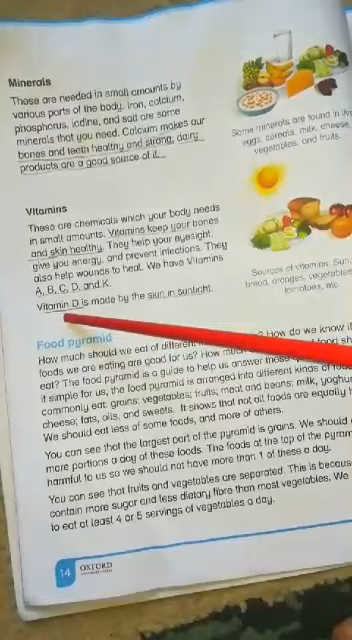 Minerals
These are needed in small amounts by
various parts of the body. Iron, calcium,
phosphorus, iodine, and salt are some
minerals that you need. Calcium makes our
bones and teeth healthy and strong; dairy
products are a good source of it.
Some minerals are found in
eggs, cereals, milk, cheese
vegetables, and fruits.
Vitamins
These are chemicals which your body needs
in small amounts. Vitamins keep your bones
and skin healthy. They help your eyesight,
give you energy, and prevent infections. They
also help wounds to heal. We have Vitamins
A, B, C, D, and K.
Vitamin D is made by the skin in sunlight.
Sources of vitamins: Sun,
bread, oranges, vegetables
tomatoes, etc.
Food pyramid
How much should we eat of different ? How do we know if
foods we are eating are good for us? How much
eat? The food pyramid is a guide to help us answer these
it simple for us, the food pyramid is arranged into different kinds of
commonly eat: grains; vegetables; fruits; meat and beans; milk, yoghu
cheese; fats, oils, and sweets. It shows that not all foods are equally
We should eat less of some foods, and more of others.
You can see that the largest part of the pyramid is grains. We should
more portions a day of these foods. The foods at the top of the pyram
harmful to us so we should not have more than 1 of these a day.
You can see that fruits and vegetables are separated. This is becaus
contain more sugar and less dietary fibre than most vegetables. We
to eat at least 4 or 5 servings of vegetables a day.
14 OXFORD